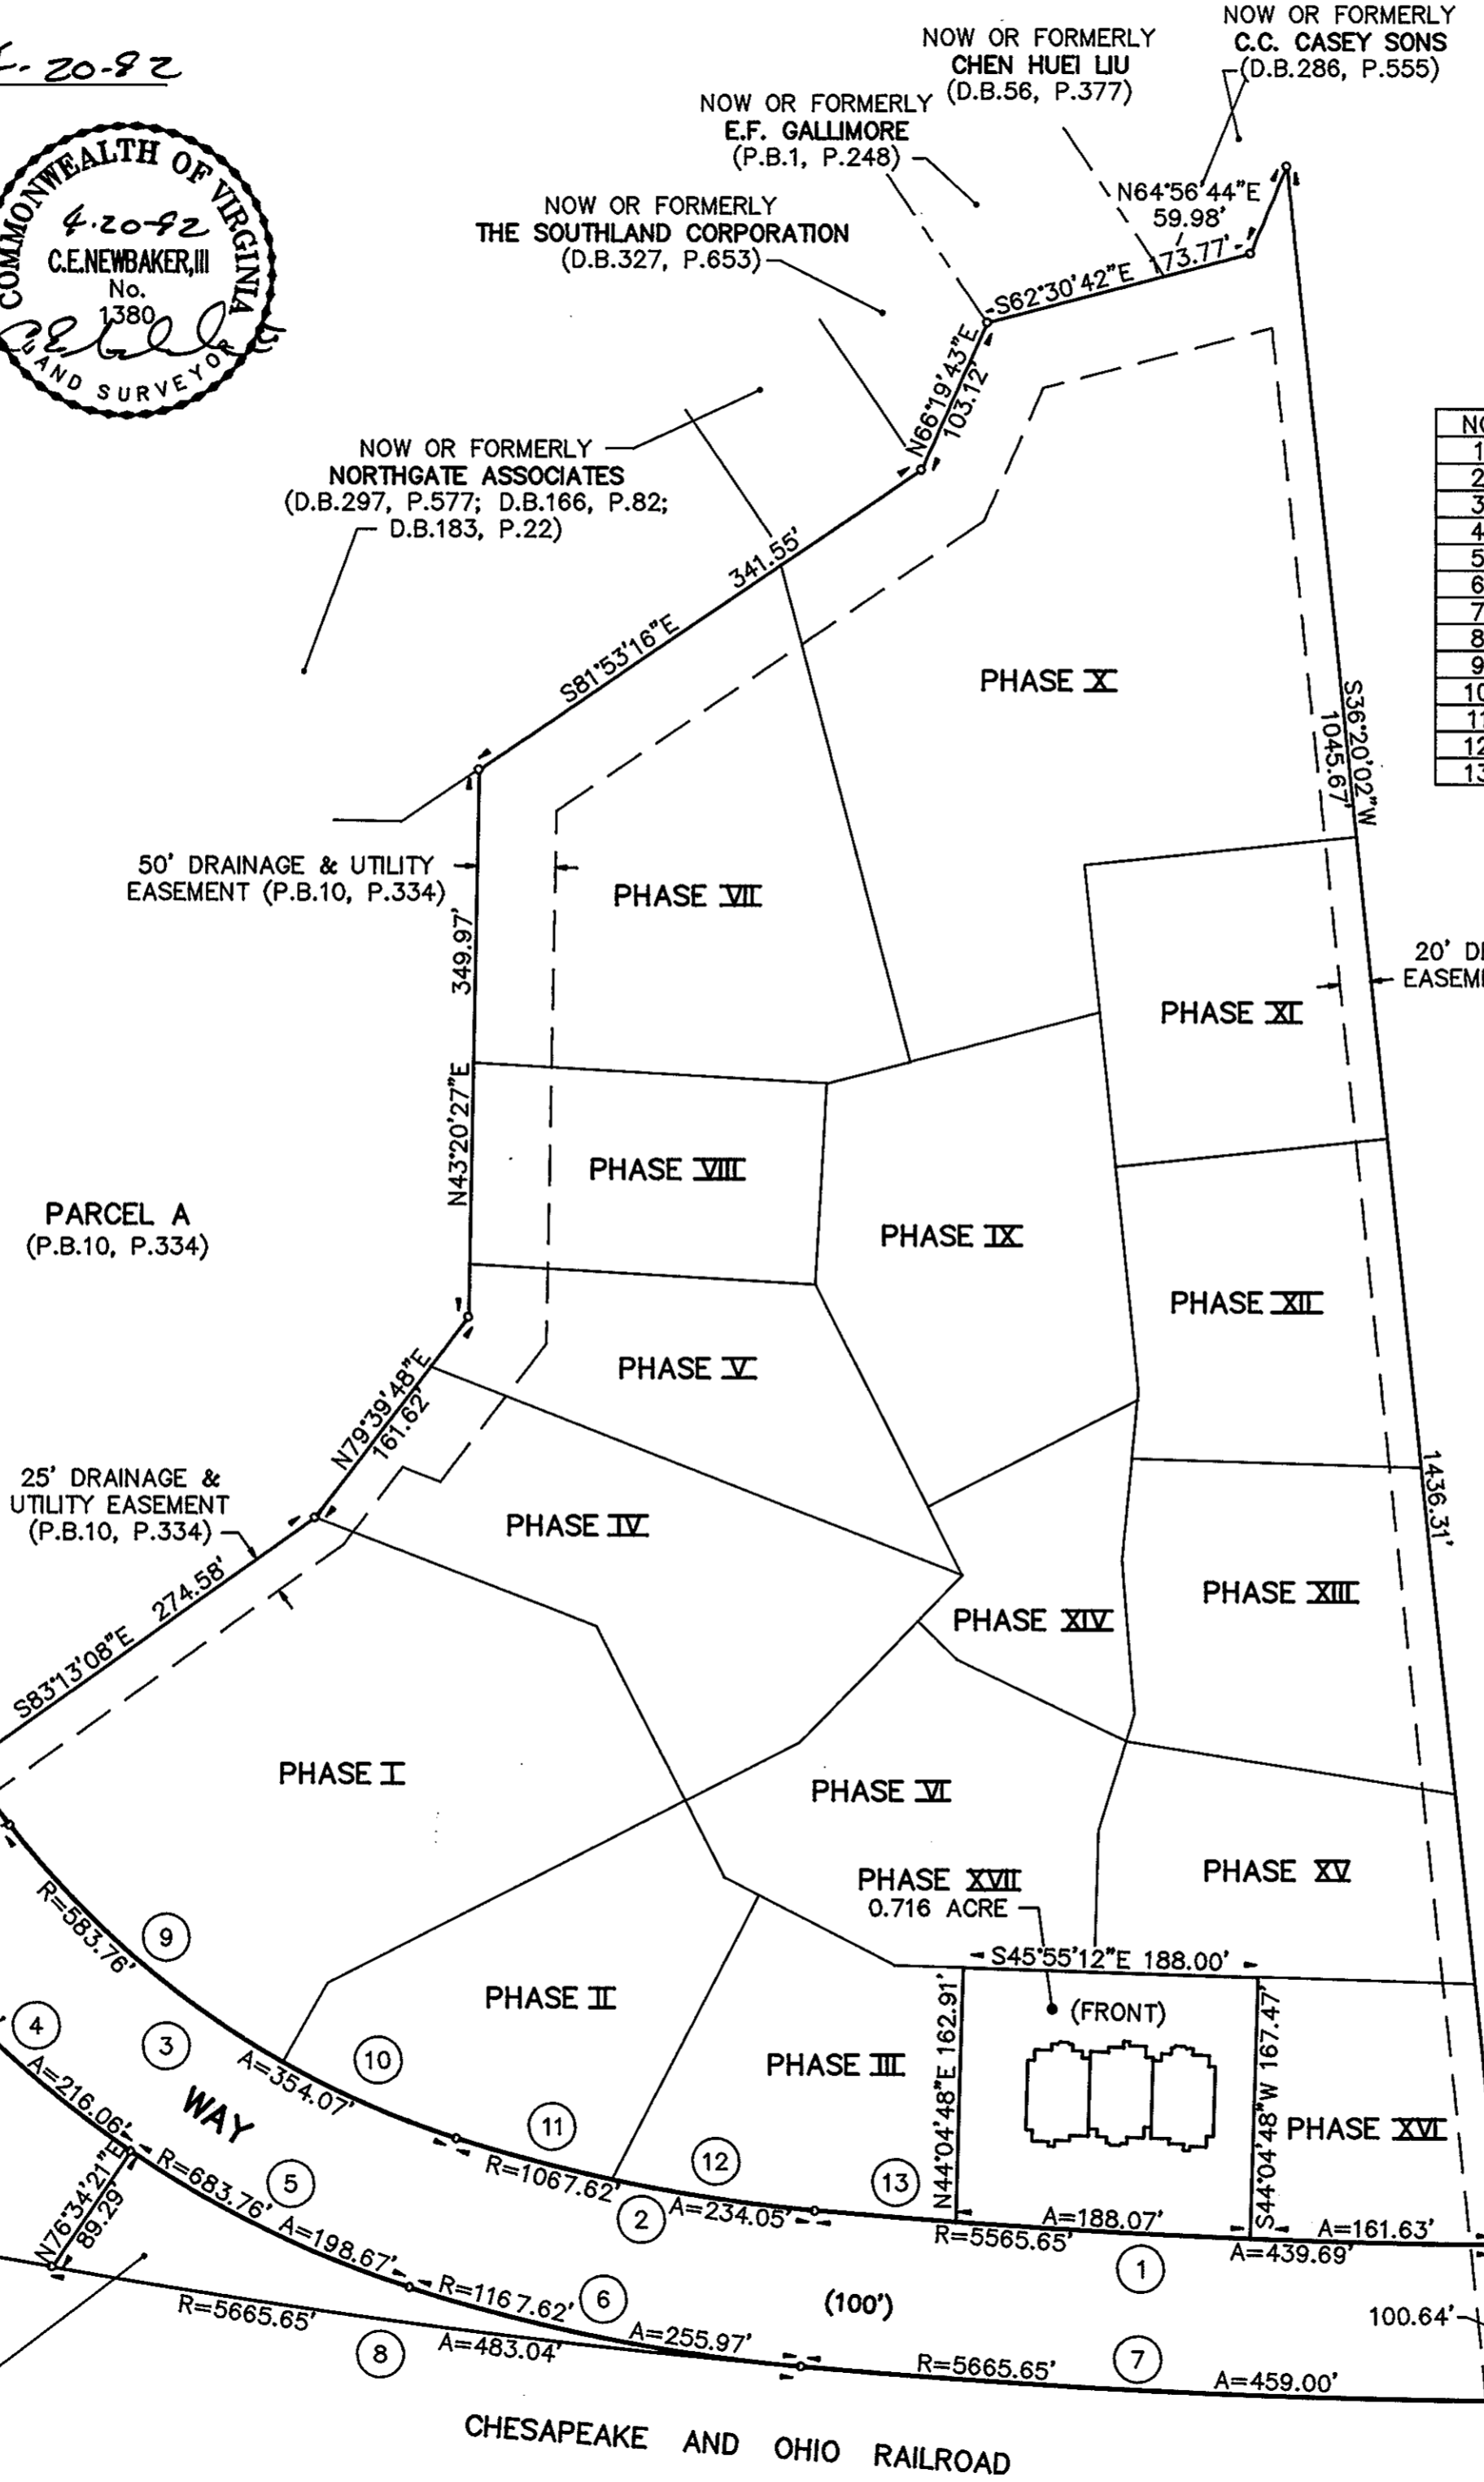 4-20-92
COMMONWEALTH OF VIRGINIA
4-20-92
C.E.NEWBAKER,III
No.
1380
LAND SURVEYOR
NOW OR FORMERLY
C.C. CASEY SONS
(D.B.286, P.555)
NOW OR FORMERLY
CHEN HUEI LIU
(D.B.56, P.377)
NOW OR FORMERLY
E.F. GALLIMORE
(P.B.1, P.248)
NOW OR FORMERLY
THE SOUTHLAND CORPORATION
(D.B.327, P.653)
NOW OR FORMERLY
NORTHGATE ASSOCIATES
(D.B.297, P.577; D.B.166, P.82;
D.B.183, P.22)
N64°56'44"E
59.98'
S62°30'42"E 173.77'
N66°19'43"E
103.12'
341.55'
S81°53'16"E
1
2
3
4
5
6
7
8
9
PHASE X
S36°20'02"W
1045.67'
50' DRAINAGE & UTILITY
EASEMENT (P.B.10, P.334)
PHASE VII
349.97'
20'
PHASE XI
N43°20'27"E
PHASE VIII
PARCEL A
(P.B.10, P.334)
PHASE IX
PHASE XII
PHASE V
N79°39'48"E
161.62'
25' DRAINAGE &
UTILITY EASEMENT
(P.B.10, P.334)
PHASE IV
1436.31'
274.58'
S83°13'08"E
PHASE XIV
PHASE XIII
PHASE I
PHASE VI
PHASE XV
PHASE XVII
0.716 ACRE
S45°55'12"E 188.00'
R=583.76'
9
PHASE II
(FRONT)
N44°04'48"E 162.91'
S44°04'48"W 167.47'
4
3
A=354.07'
10
PHASE III
PHASE XVI
A=216.06'
WAY
11
12
13
R=683.76'
5
R=1067.62'
2
A=234.05'
A=188.07'
R=5565.65'
A=161.63'
A=439.69'
N76°34'21"E
89.29'
A=198.67'
1
R=1167.62'
6
(100')
100.64'
R=5665.65'
8
A=483.04'
A=255.97'
R=5665.65'
7
A=459.00'
CHESAPEAKE AND OHIO RAILROAD